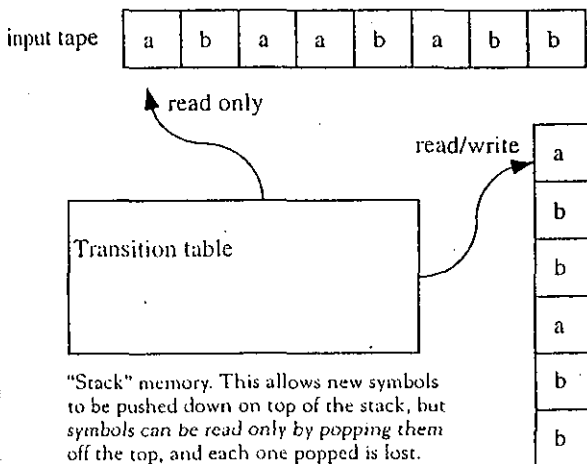 input tape a b a a b a b b
read only
read/write
a
b
Transition table
b
a
"Stack" memory. This allows new symbols
b
to be pushed down on top of the stack, but
symbols can be read only by popping them
b
off the top, and each one popped is lost.